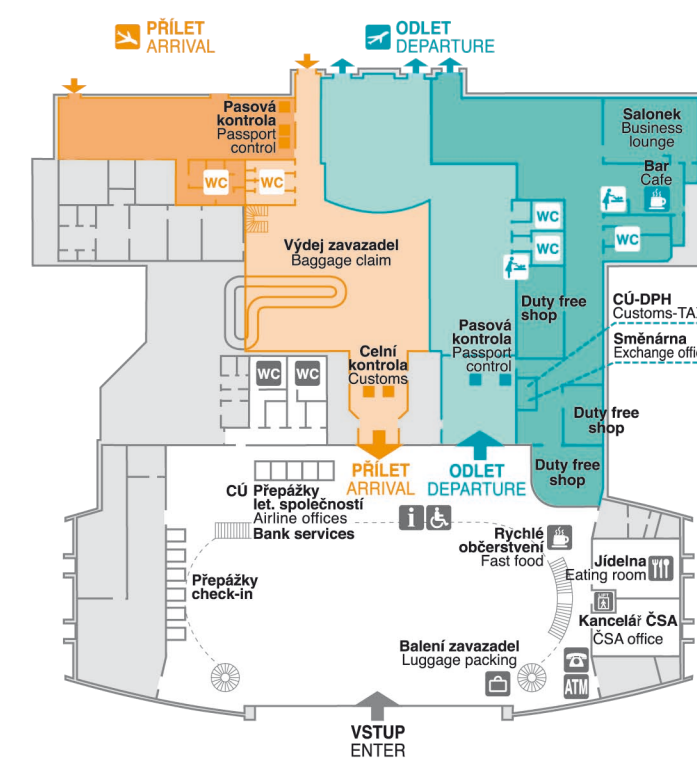 PŘÍLET
ARRIVAL
ODLET
DEPARTURE
Pasová
kontrola
Passport
control
Salonek
Business
lounge
Bar
Cafe
WC
WC
WC
WC
WC
Výdej zavazadel
Baggage claim
Duty free
shop
CÚ-DPH
Customs-TAX
Pasová
kontrola
Passport
control
Směnárna
Exchange offi
Celní
kontrola
Customs
WC
WC
Duty free
shop
PŘÍLET
ARRIVAL
ODLET
DEPARTURE
Duty free
shop
CÚ Přepážky
let. společností
Airline offices
Bank services
i
Rychlé
občerstvení
Fast food
Jídelna
Eating room
Přepážky
check-in
Kancelář ČSA
ČSA office
Balení zavazadel
Luggage packing
ATM
VSTUP
ENTER